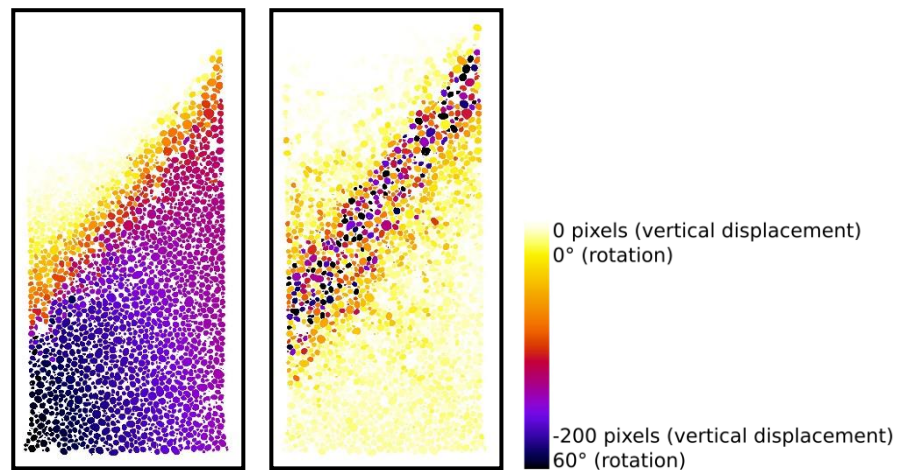 0 pixels (vertical displacement)
0° (rotation)
-200 pixels (vertical displacement)
60° (rotation)